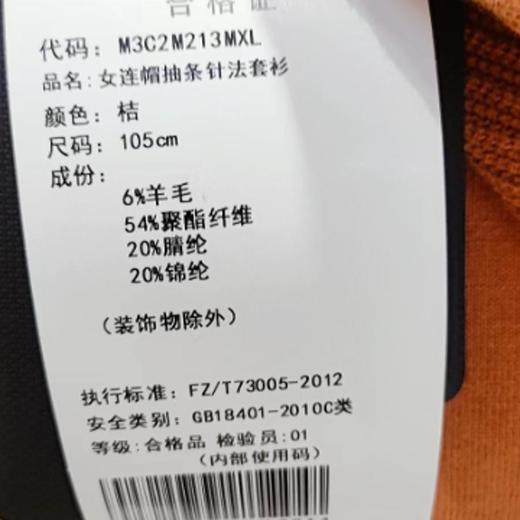 合格证
代码：M3C2M213MXL
品名:女连帽抽条针法套衫
颜色：桔
尺码：105cm
成份：
6%羊毛
54%聚酯纤维
20%腈纶
20%锦纶
（装饰物除外）
执行标准：FZ/T73005-2012
安全类别：GB18401-2010C类
等级:合格品 检验员:01
（内部使用码）